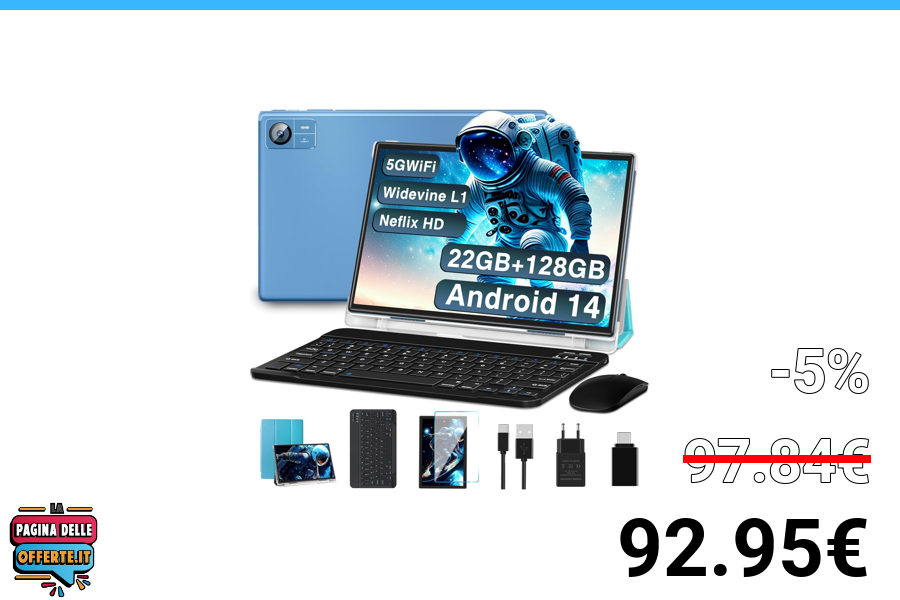 5GWiFi
Widevine L1
Neflix HD
22GB+128GB
Android 14
-5%
97.84€
92.95€
LA
PAGINA DELLE
OFFERTE.IT